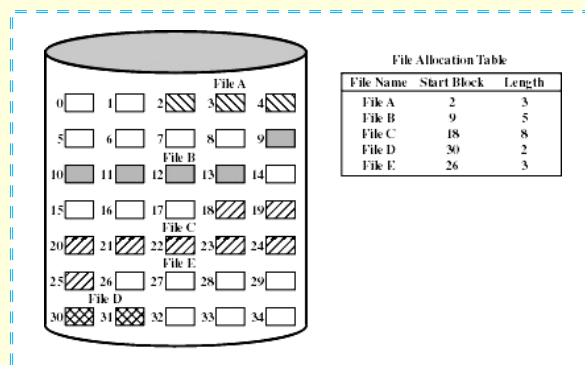 File Allocation Table
File Name Start Block Length
File A 2 3
File B 9 5
File C 18 8
File D 30 2
File E 26 3
File A
0 1 2 3 4
5 6 7 8 9
File B
10 11 12 13 14
15 16 17 18 19
File C
20 21 22 23 24
File E
25 26 27 28 29
File D
30 31 32 33 34